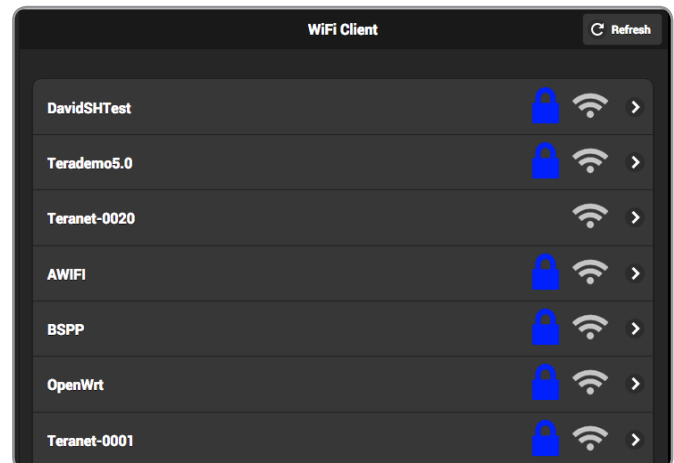 WiFi Client
Refresh
DavidSHTest
Terademo5.0
Teranet-0020
AWIFI
BSPP
OpenWrt
Teranet-0001